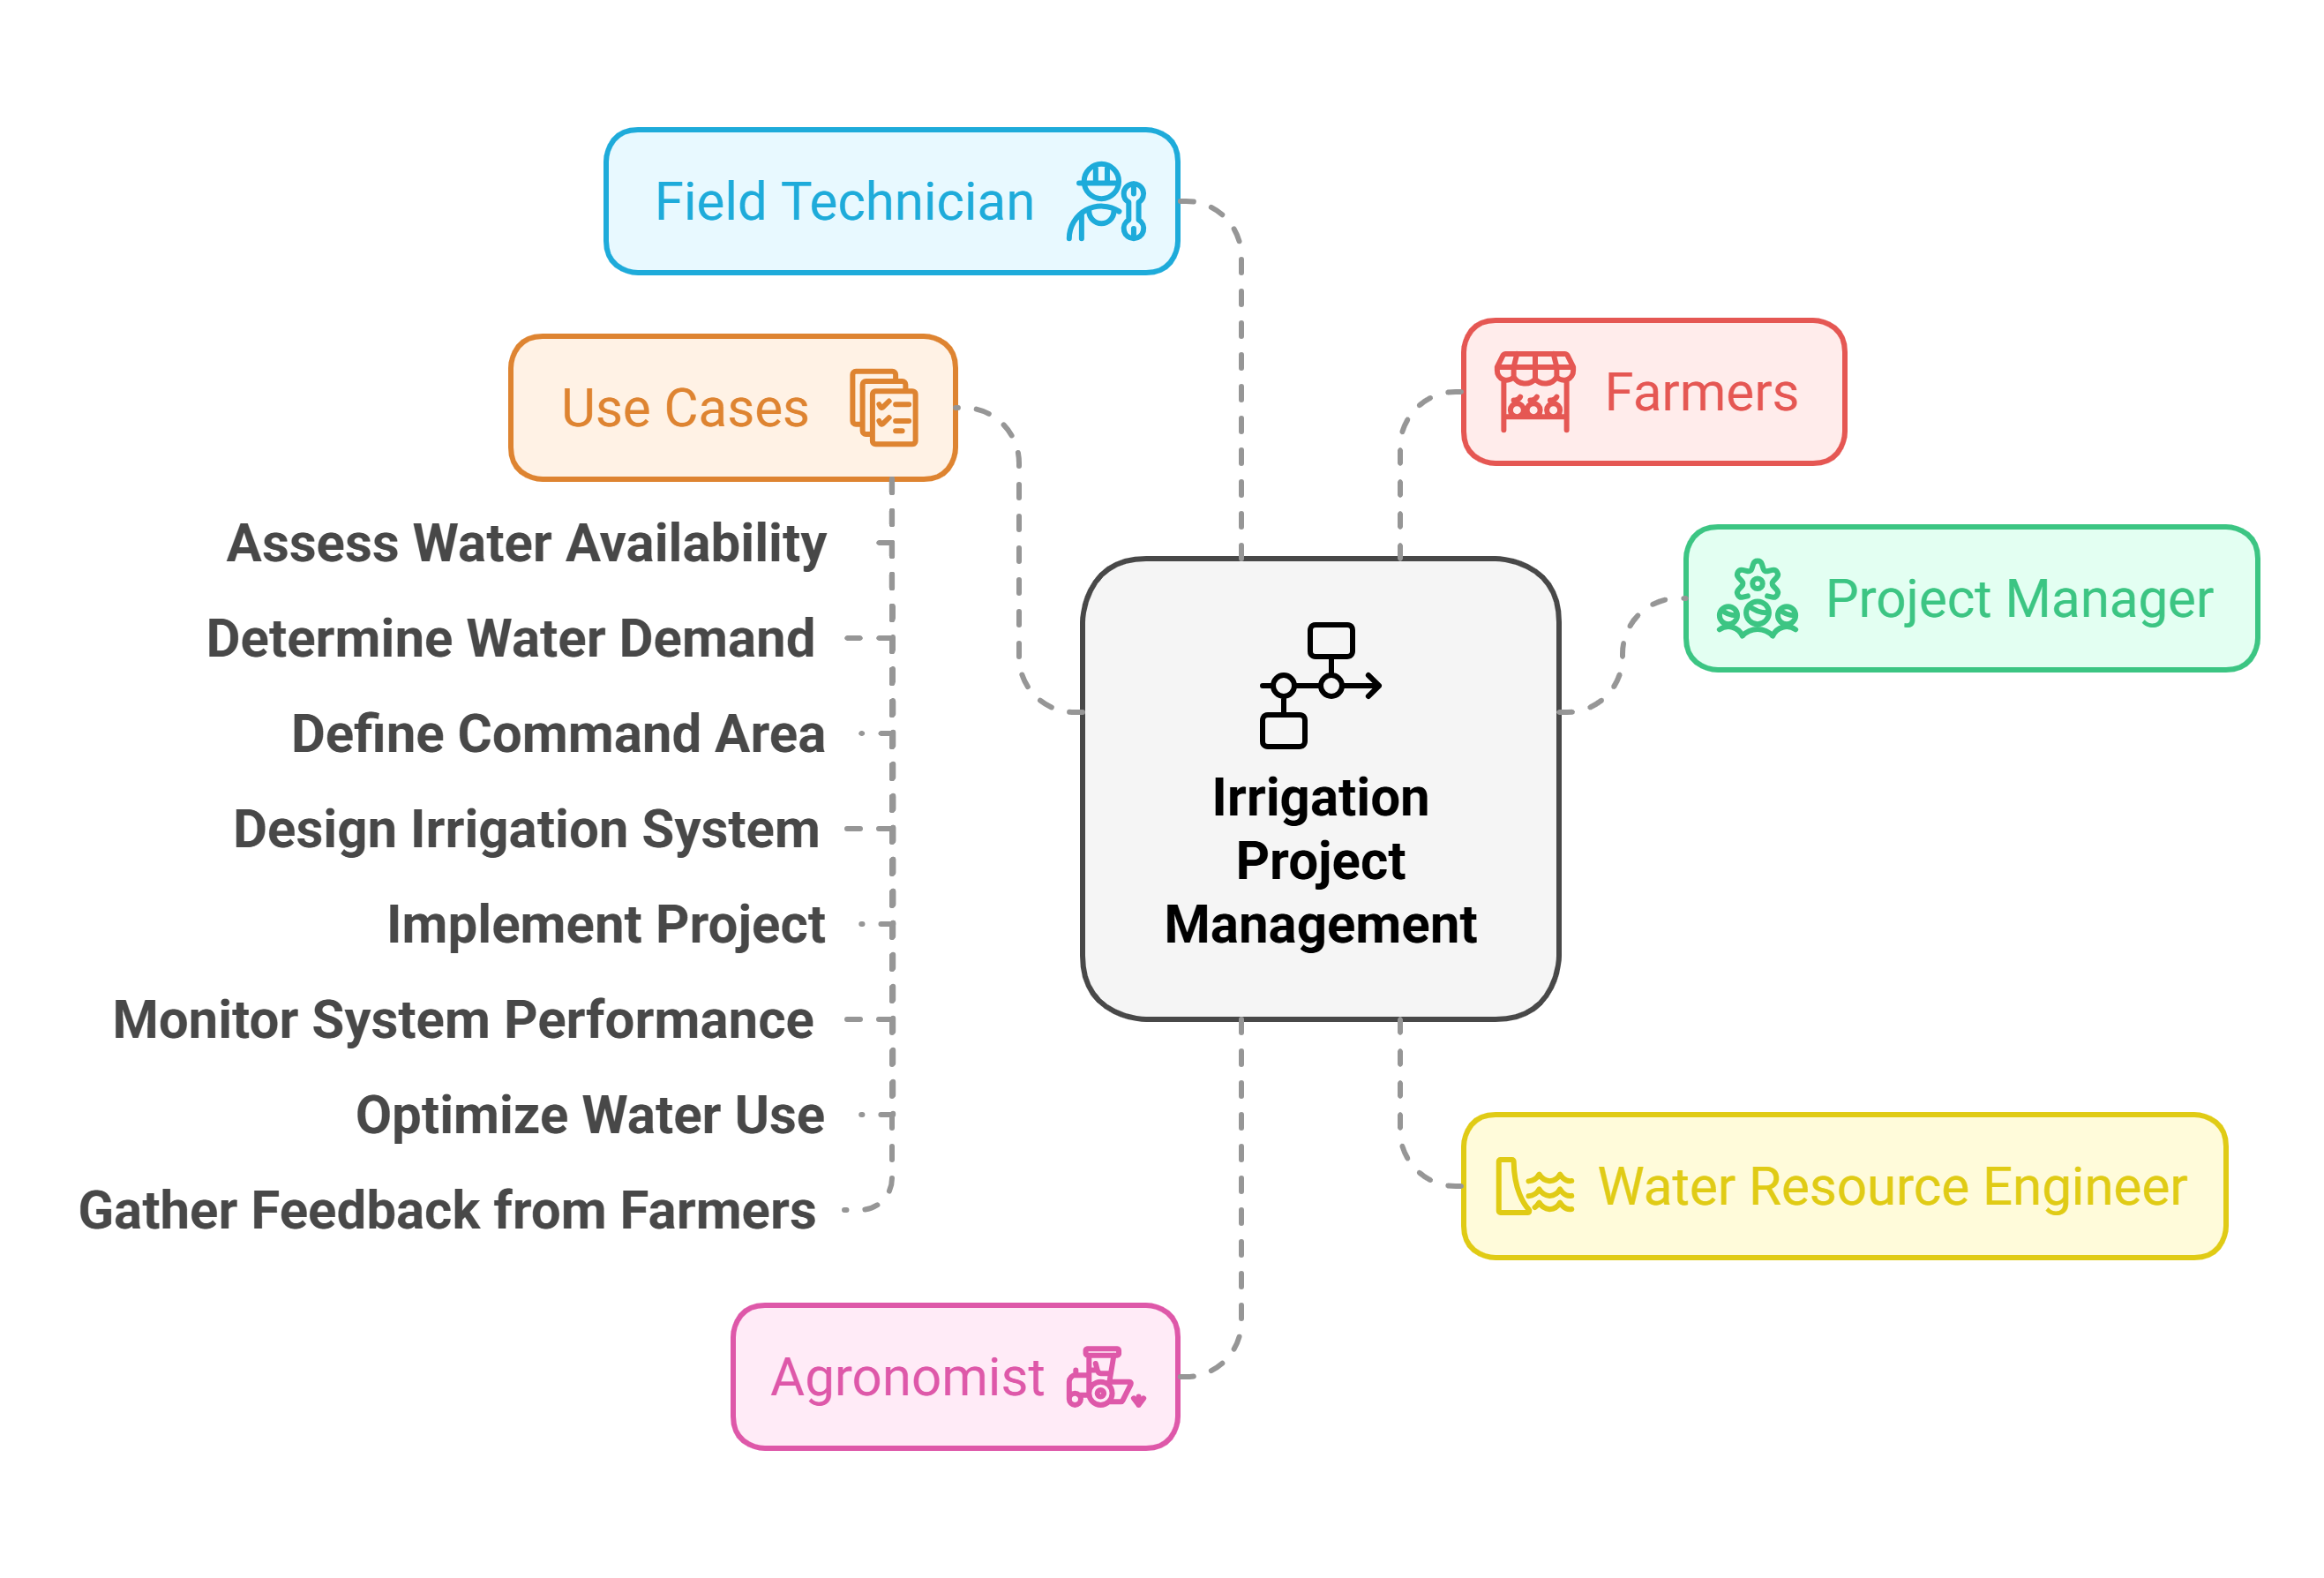 Field Technician
Use Cases
Assess Water Availability
Determine Water Demand
Define Command Area
Design Irrigation System
Implement Project
Monitor System Performance
Optimize Water Use
Gather Feedback from Farmers
Agronomist
Irrigation
Project
Management
Farmers
Project Manager
Water Resource Engineer